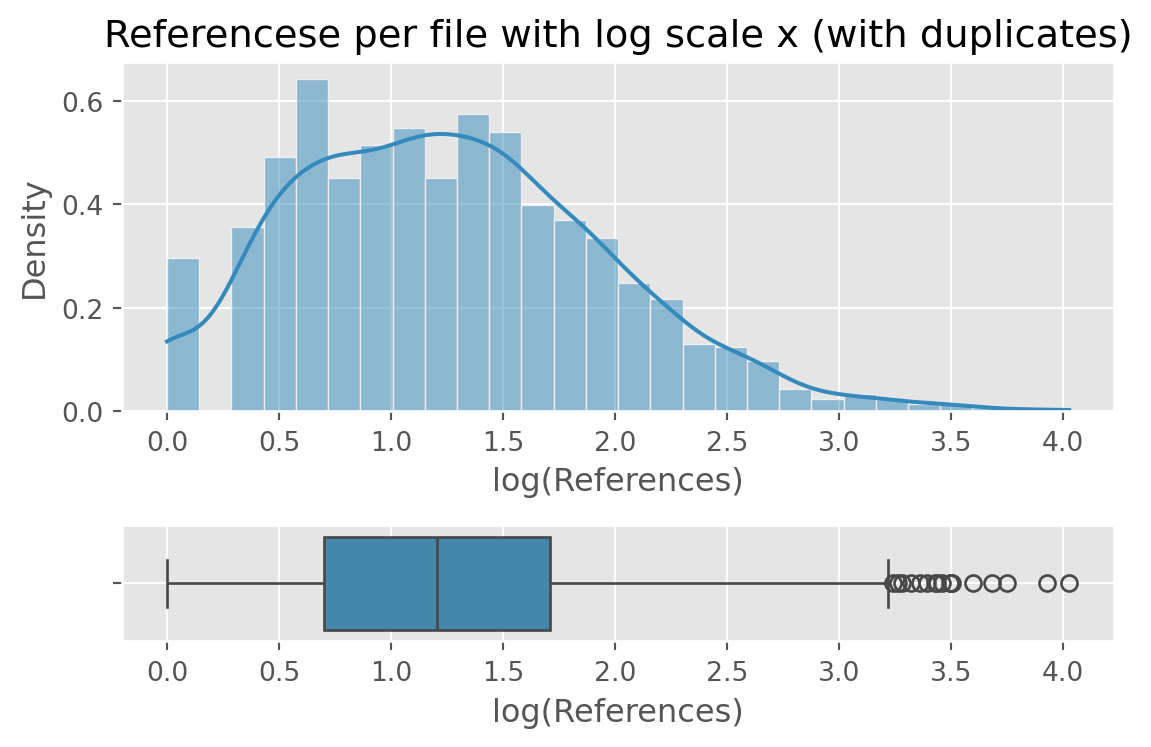 Referencese per file with log scale x (with duplicates)
0.6
0.4
0.2
0.0
Density
0.0 0.5 1.0 1.5 2.0 2.5 3.0 3.5 4.0
log(References)
0.0 0.5 1.0 1.5 2.0 2.5 3.0 3.5 4.0
log(References)